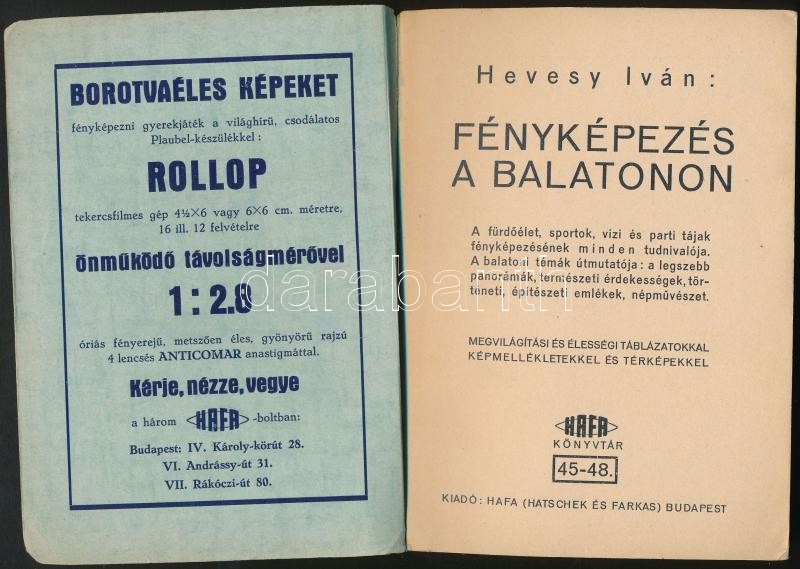 BOROTVAÉLES KÉPEKET
fényképezni gyerekjáték a világhírű, csodálatos
Plaubel-készülékkel:
ROLLOP
tekercsfilmes gép 4½×6 vagy 6×6 cm. méretre,
16 ill. 12 felvételre
önműködő távolságmérővel
1:2.8
óriás fényerejű, metszően éles, gyönyörű rajzú
4 lencsés ANTICOMAR anastigmáttal.
Kérje, nézze, vegye
a három HAFA -boltban:
Budapest: IV. Károly-körút 28.
VI. Andrássy-út 31.
VII. Rákóczi-út 80.
Hevesy Iván:
FÉNYKÉPEZÉS
A BALATONON
A fürdőélet, sportok, vizi és parti tájak
fényképezésének minden tudnivalója.
A balatoni témák útmutatója: a legszebb
panorámák, természeti érdekességek, tör-
téneti, építészeti emlékek, népművészet.
MEGVILÁGÍTÁSI ÉS ÉLESSÉGI TÁBLÁZATOKKAL
KÉPMELLÉKLETEKKEL ÉS TÉRKÉPEKKEL
HAFA
KÖNYVTÁR
45-48.
KIADÓ: HAFA (HATSCHEK ÉS FARKAS) BUDAPEST
darabanth